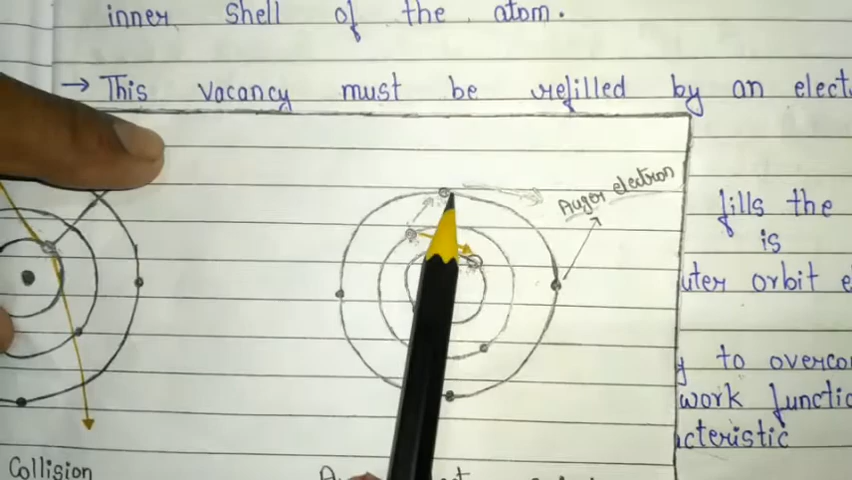 inner shell of the atom.
→ This vacancy must be refilled by an elect
Auger electron
fills the
is
uter orbit e
y to overco
work functio
acteristic
Collision